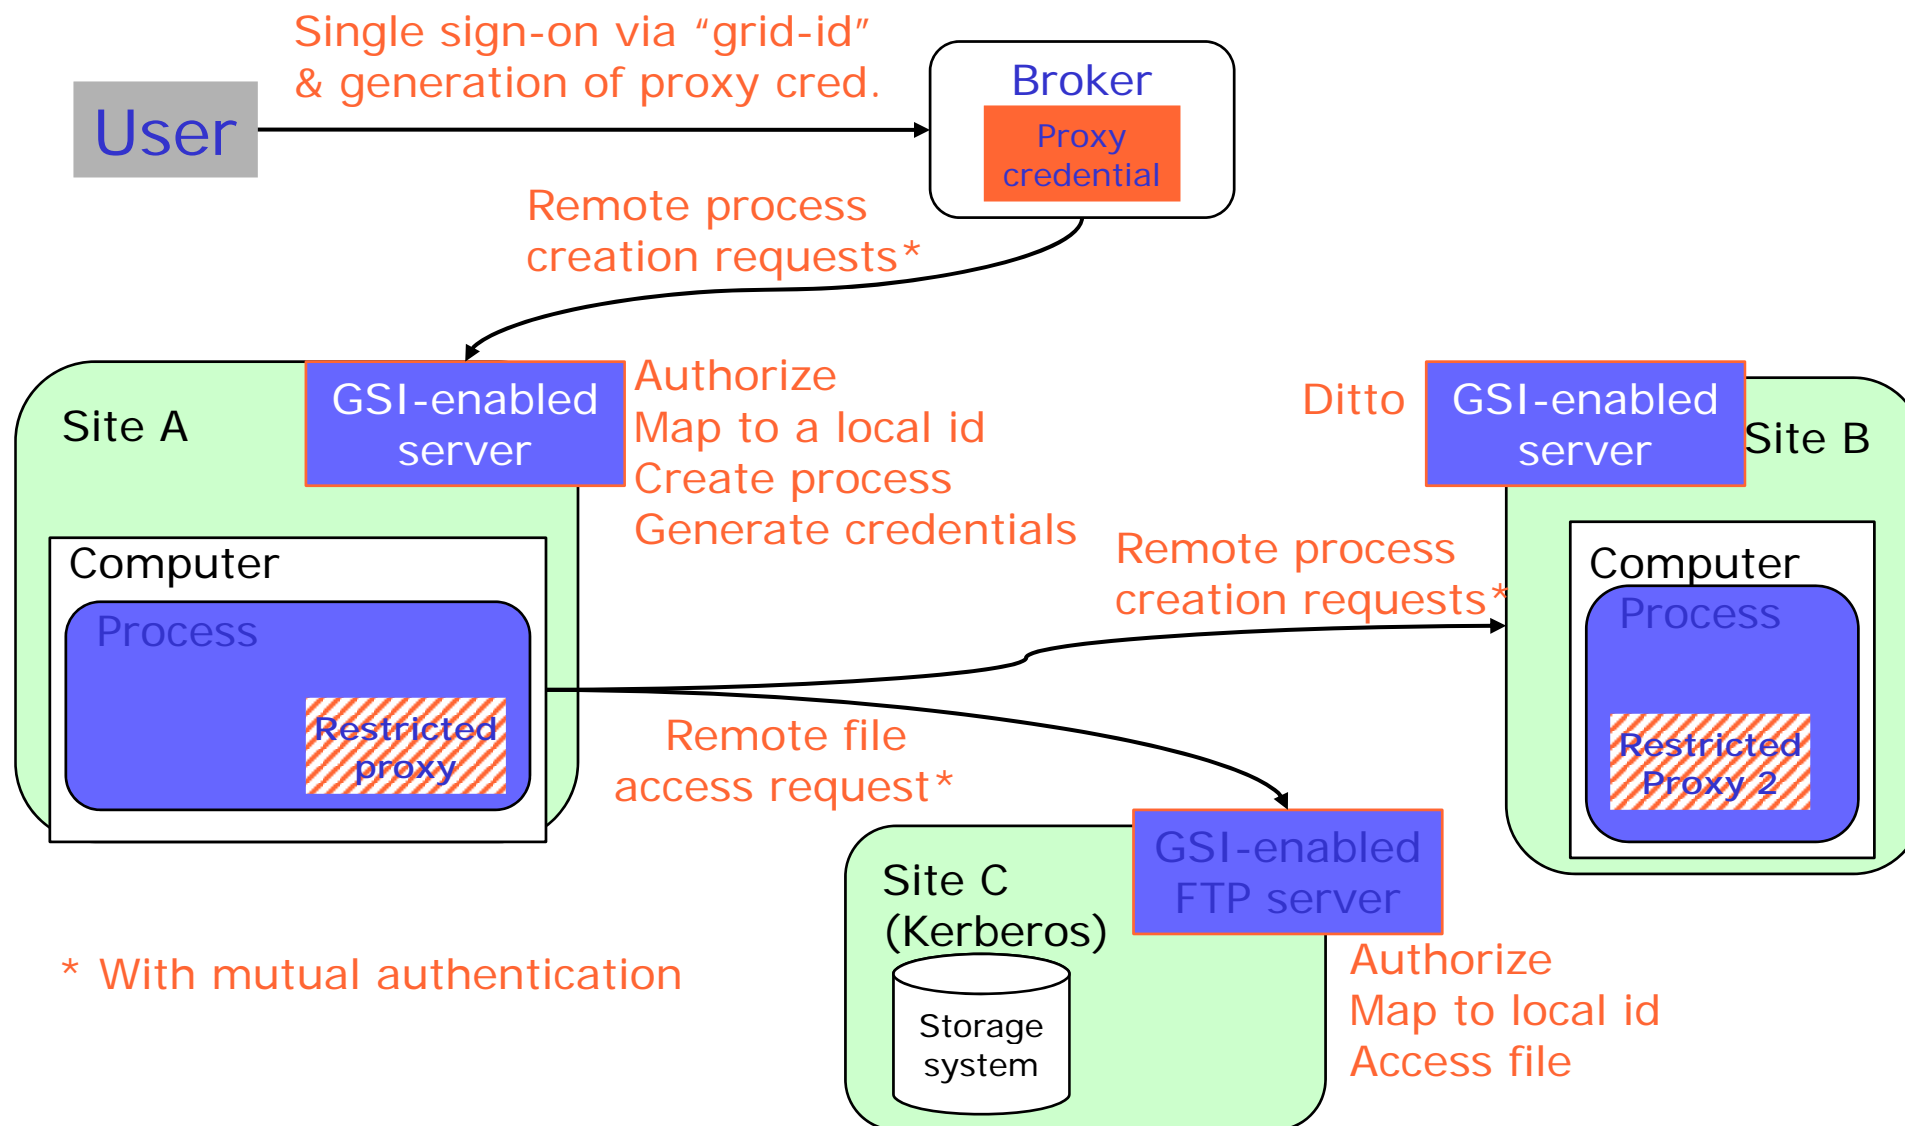 Single sign-on via “grid-id”
& generation of proxy cred.
User
Broker
Proxy
credential
Remote process
creation requests*
Site A
GSI-enabled
server
Authorize
Map to a local id
Create process
Generate credentials
Ditto
GSI-enabled
server
Site B
Computer
Process
Restricted
proxy
Remote process
creation requests*
Computer
Process
Restricted
Proxy 2
Remote file
access request*
Site C
(Kerberos)
GSI-enabled
FTP server
Storage
system
Authorize
Map to local id
Access file
* With mutual authentication